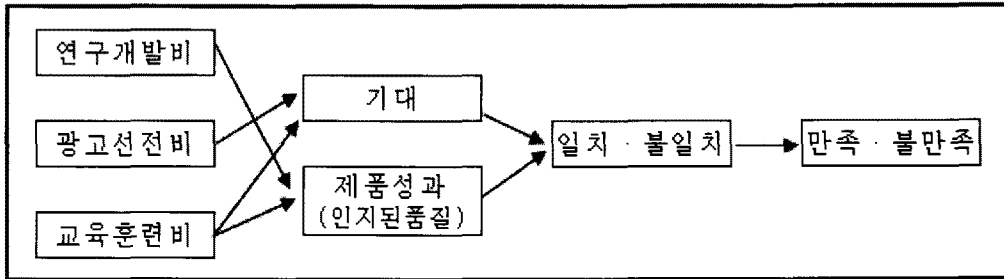 연구개발비
광고선전비
교육훈련비
기대
제품성과
(인지된품질)
일치 · 불일치
만족 · 불만족